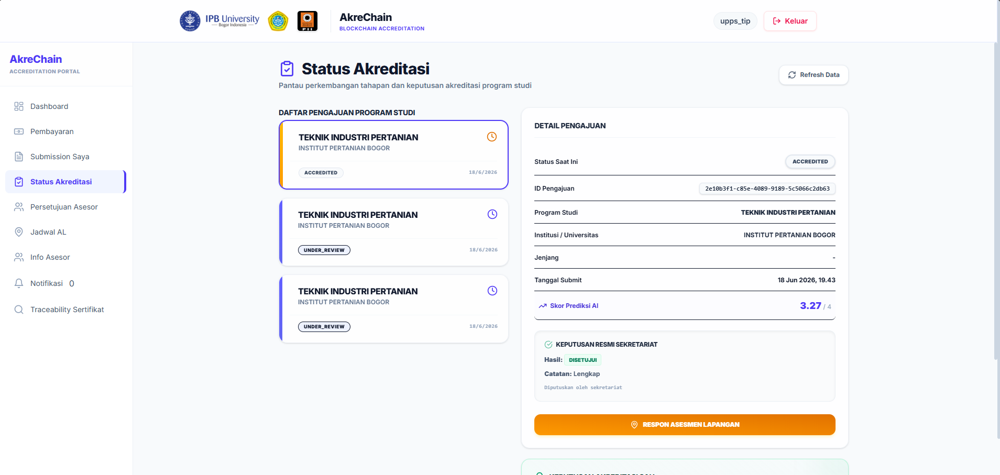 IPB University
Bogor Indonesia
PII
AkreChain
BLOCKCHAIN ACCREDITATION
upps_tip
Keluar
AkreChain
ACCREDITATION PORTAL
Dashboard
Pembayaran
Submission Saya
Status Akreditasi
Persetujuan Asesor
Jadwal AL
Info Asesor
Notifikasi 0
Traceability Sertifikat
Status Akreditasi
Pantau perkembangan tahapan dan keputusan akreditasi program studi
Refresh Data
DAFTAR PENGAJUAN PROGRAM STUDI
TEKNIK INDUSTRI PERTANIAN
INSTITUT PERTANIAN BOGOR
ACCREDITED 18/6/2026
TEKNIK INDUSTRI PERTANIAN
INSTITUT PERTANIAN BOGOR
UNDER_REVIEW 18/6/2026
TEKNIK INDUSTRI PERTANIAN
INSTITUT PERTANIAN BOGOR
UNDER_REVIEW 18/6/2026
DETAIL PENGAJUAN
Status Saat Ini ACCREDITED
ID Pengajuan 2e10b3f1-c85e-4089-9189-5c5066c2db63
Program Studi TEKNIK INDUSTRI PERTANIAN
Institusi / Universitas INSTITUT PERTANIAN BOGOR
Jenjang -
Tanggal Submit 18 Jun 2026, 19.43
Skor Prediksi AI 3.27 / 4
KEPUTUSAN RESMI SEKRETARIAT
Hasil: DISETUJUI
Catatan: Lengkap
Diputuskan oleh sekretariat
RESPON ASESMEN LAPANGAN